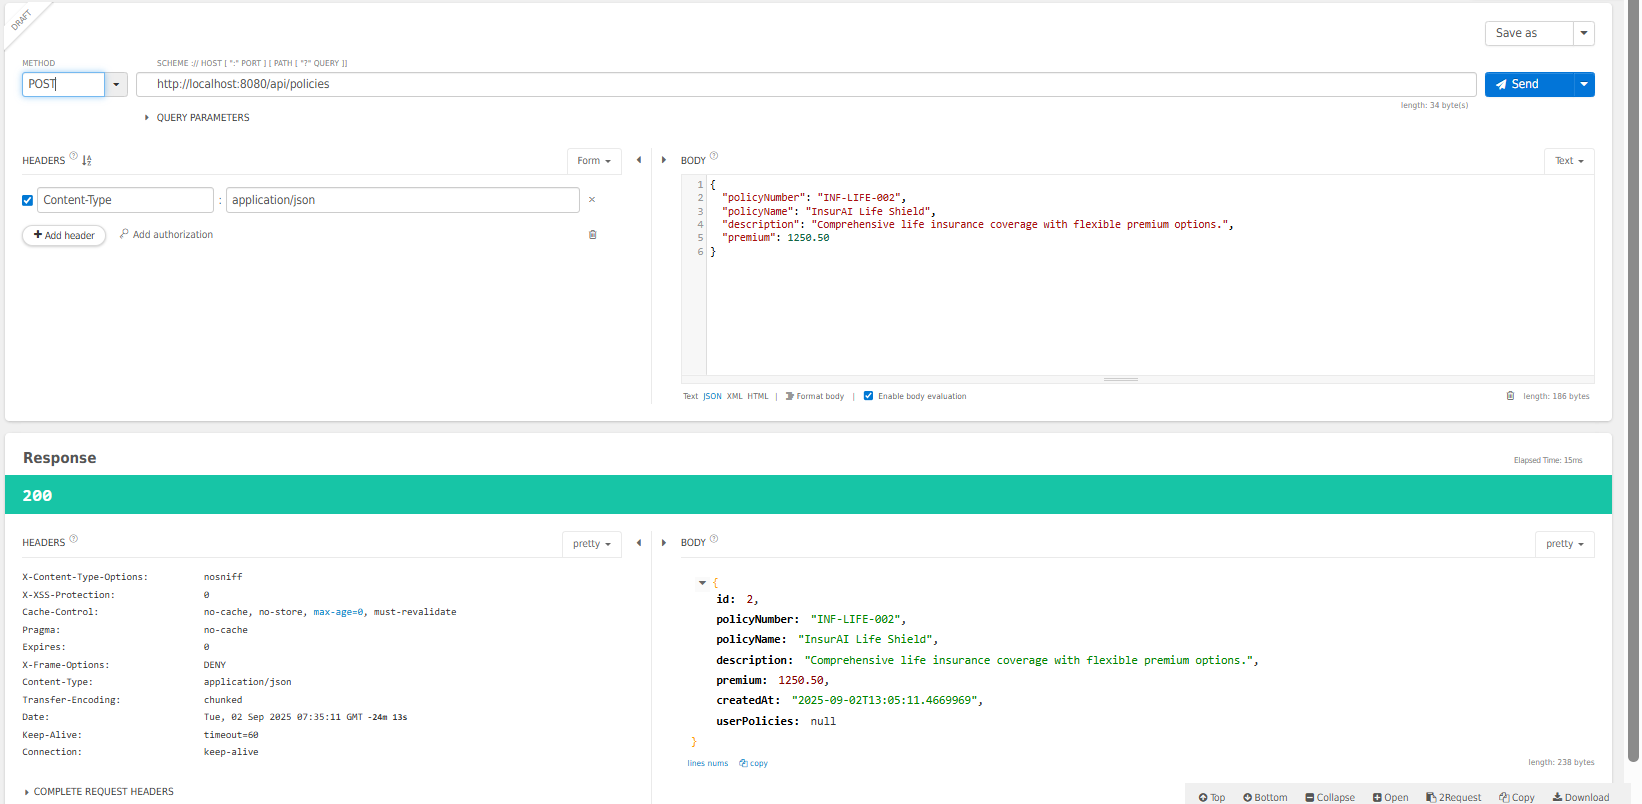 DRAFT
Save as
METHOD
SCHEME :// HOST [ ":" PORT ] [ PATH [ "?" QUERY ]]
POST
http://localhost:8080/api/policies
Send
length: 34 byte(s)
QUERY PARAMETERS
HEADERS
Form
Content-Type : application/json
Add header
Add authorization
BODY
Text
1 {
2 "policyNumber": "INF-LIFE-002",
3 "policyName": "InsurAI Life Shield",
4 "description": "Comprehensive life insurance coverage with flexible premium options.",
5 "premium": 1250.50
6 }
Text JSON XML HTML | Format body | Enable body evaluation
length: 186 bytes
Response
Elapsed Time: 15ms
200
HEADERS
pretty
X-Content-Type-Options: nosniff
X-XSS-Protection: 0
Cache-Control: no-cache, no-store, max-age=0, must-revalidate
Pragma: no-cache
Expires: 0
X-Frame-Options: DENY
Content-Type: application/json
Transfer-Encoding: chunked
Date: Tue, 02 Sep 2025 07:35:11 GMT -24m 13s
Keep-Alive: timeout=60
Connection: keep-alive
COMPLETE REQUEST HEADERS
BODY
pretty
{
id: 2,
policyNumber: "INF-LIFE-002",
policyName: "InsurAI Life Shield",
description: "Comprehensive life insurance coverage with flexible premium options.",
premium: 1250.50,
createdAt: "2025-09-02T13:05:11.4669969",
userPolicies: null
}
lines nums copy
length: 238 bytes
Top Bottom Collapse Open 2Request Copy Download